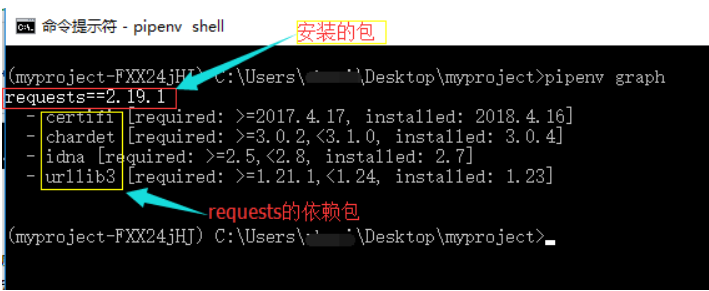 命令提示符 - pipenv shell
安装的包
(myproject-FXX24jHJ) C:\Users\ \Desktop\myproject>pipenv graph
requests==2.19.1
- certifi [required: >=2017.4.17, installed: 2018.4.16]
- chardet [required: >=3.0.2,<3.1.0, installed: 3.0.4]
- idna [required: >=2.5,<2.8, installed: 2.7]
- urllib3 [required: >=1.21.1,<1.24, installed: 1.23]
requests的依赖包
(myproject-FXX24jHJ) C:\Users\ \Desktop\myproject>